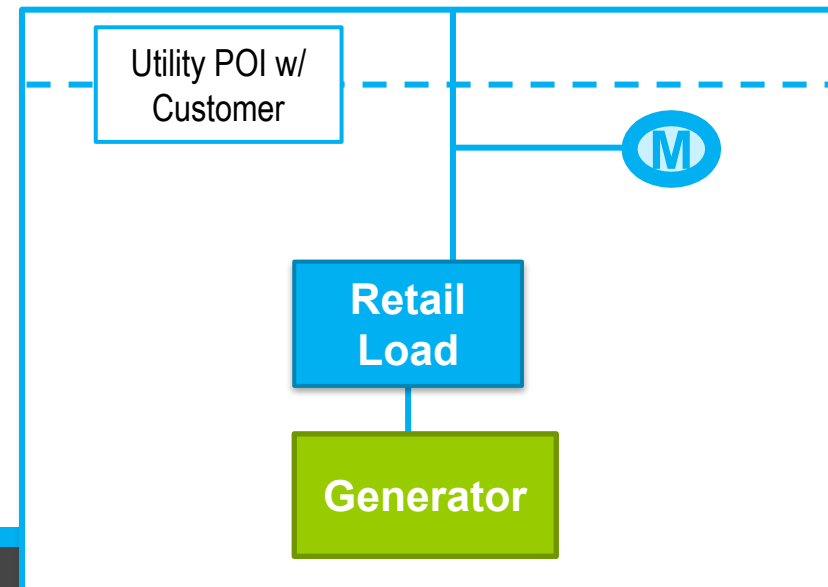 Utility POI w/
Customer
M
Retail
Load
Generator